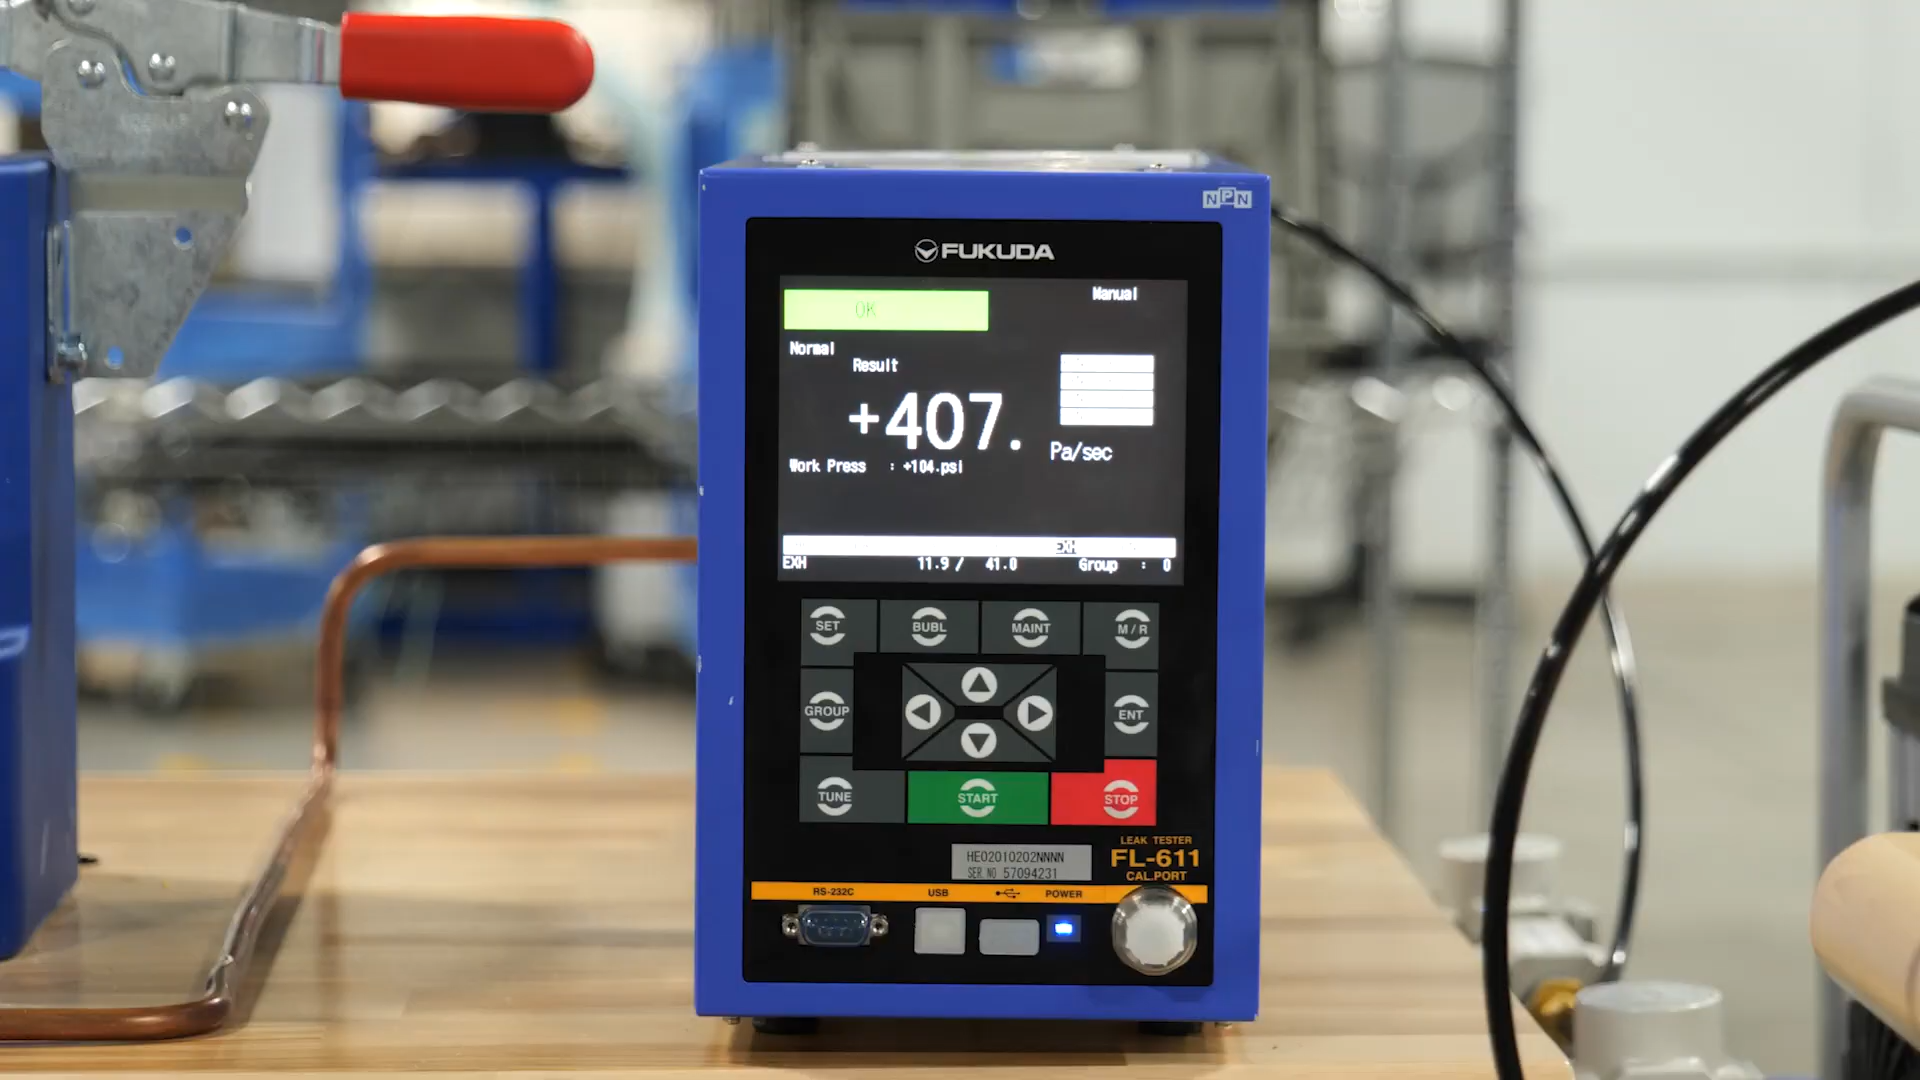 NPN
FUKUDA
OK
Manual
Normal
Result
+407.
Pa/sec
Work Press : +104.psi
EXH
EXH 11.9 / 41.0 Group : 0
SET BUBL MAINT M/R
GROUP ENT
TUNE START STOP
LEAK TESTER
FL-611
CAL.PORT
HE02010202NNNN
SER.NO 57094231
RS-232C USB POWER